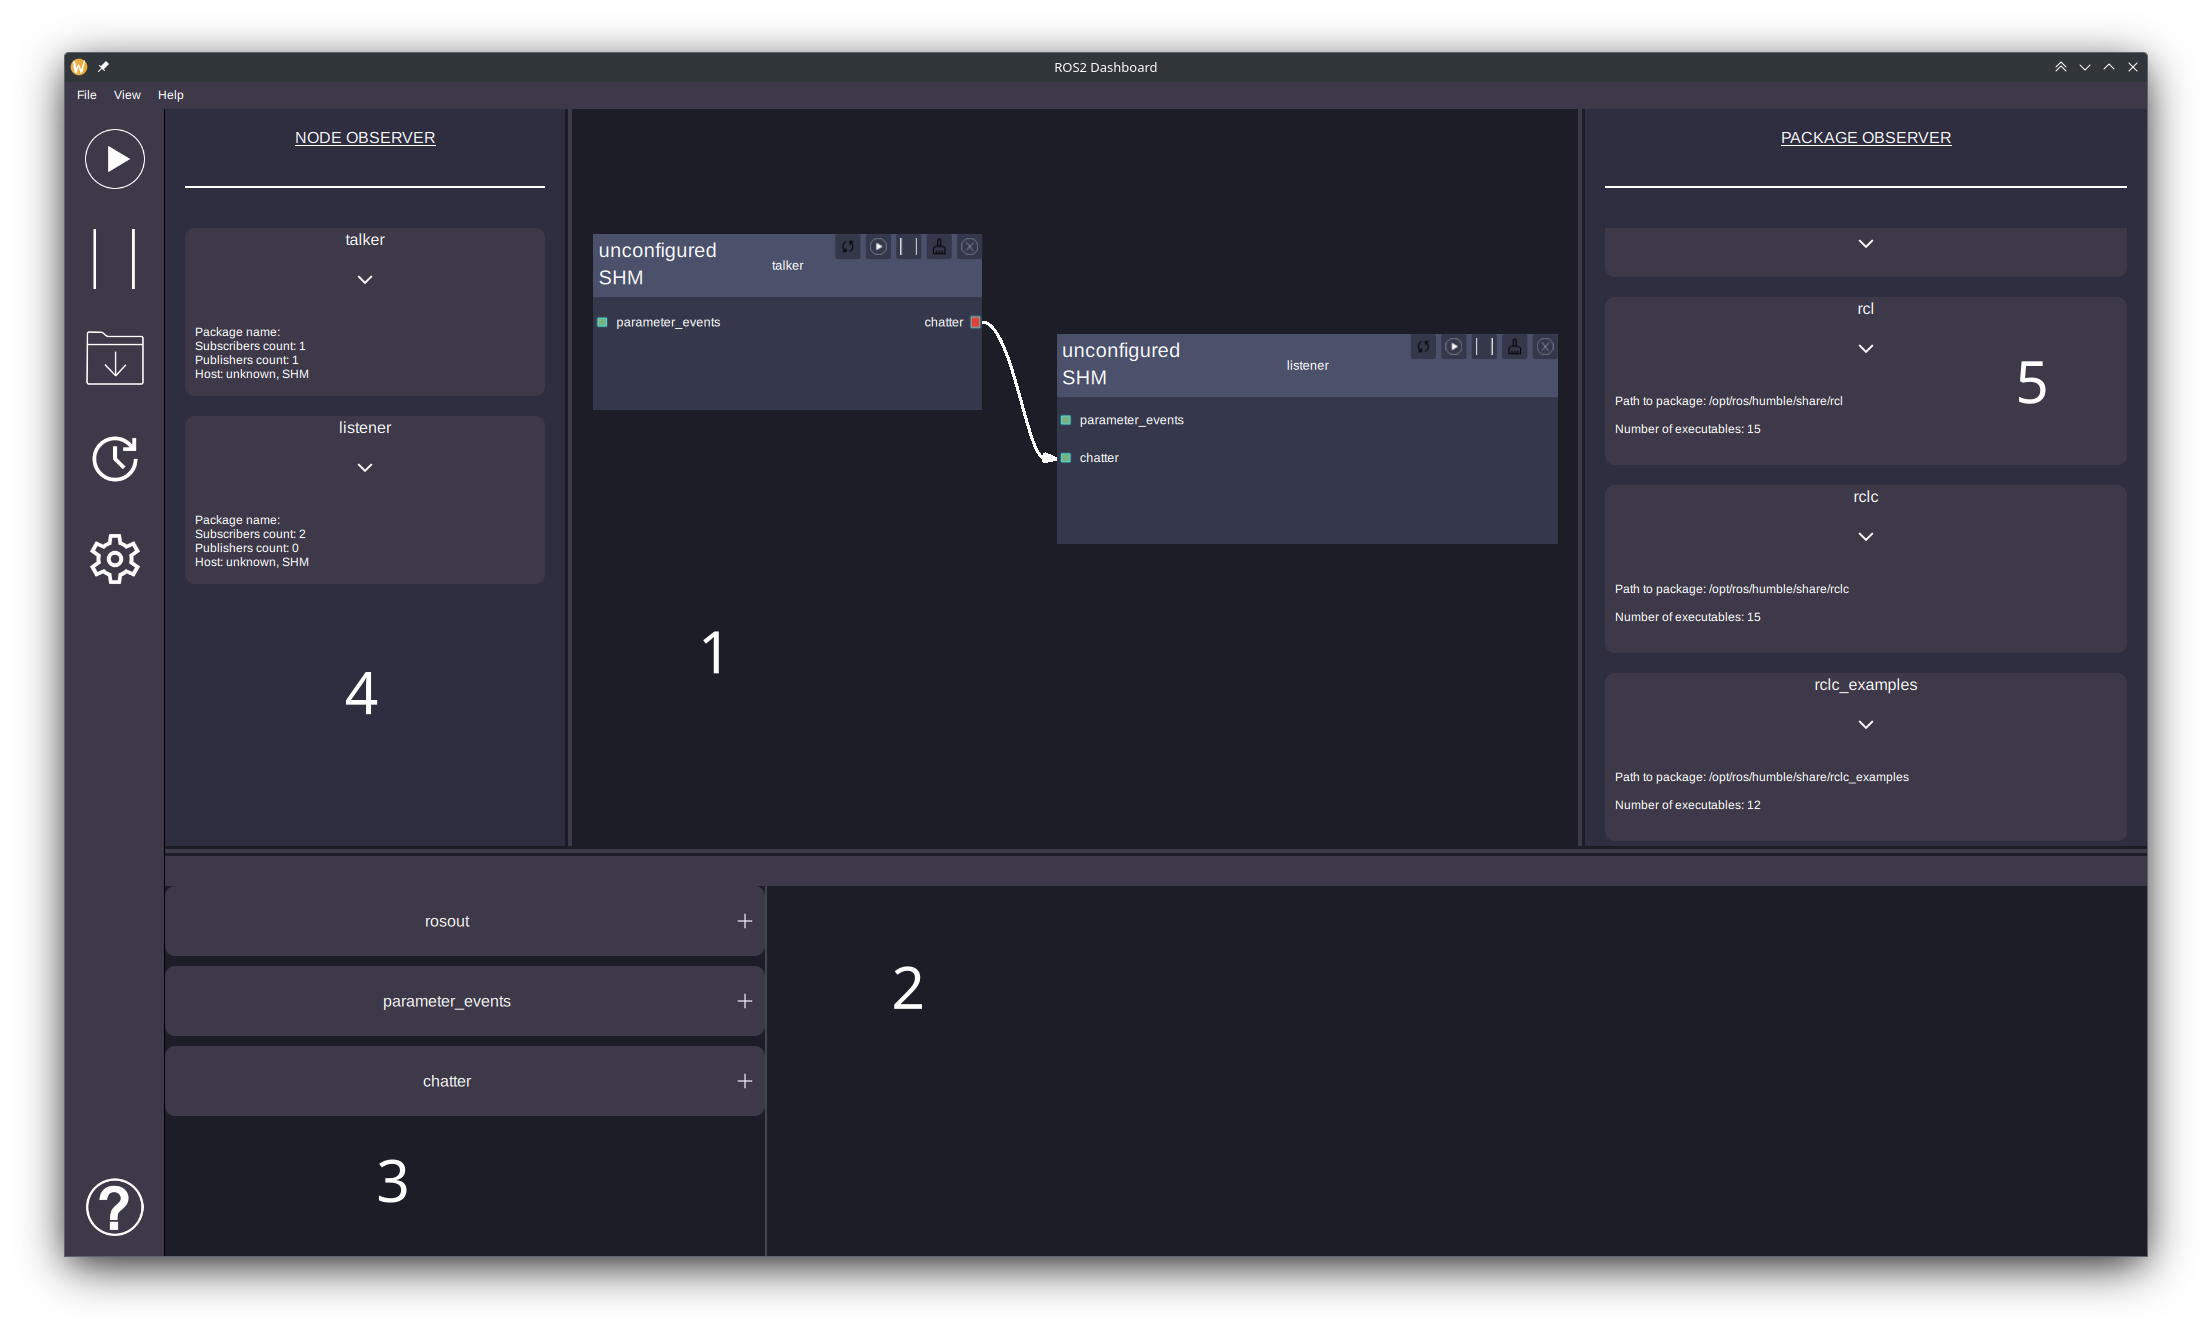 ROS2 Dashboard
File View Help
NODE OBSERVER
talker
Package name:
Subscribers count: 1
Publishers count: 1
Host: unknown, SHM
listener
Package name:
Subscribers count: 2
Publishers count: 0
Host: unknown, SHM
4
unconfigured
SHM
talker
parameter_events
chatter
unconfigured
SHM
listener
parameter_events
chatter
1
PACKAGE OBSERVER
rcl
5
Path to package: /opt/ros/humble/share/rcl
Number of executables: 15
rclc
Path to package: /opt/ros/humble/share/rclc
Number of executables: 15
rclc_examples
Path to package: /opt/ros/humble/share/rclc_examples
Number of executables: 12
rosout
parameter_events
chatter
3
2